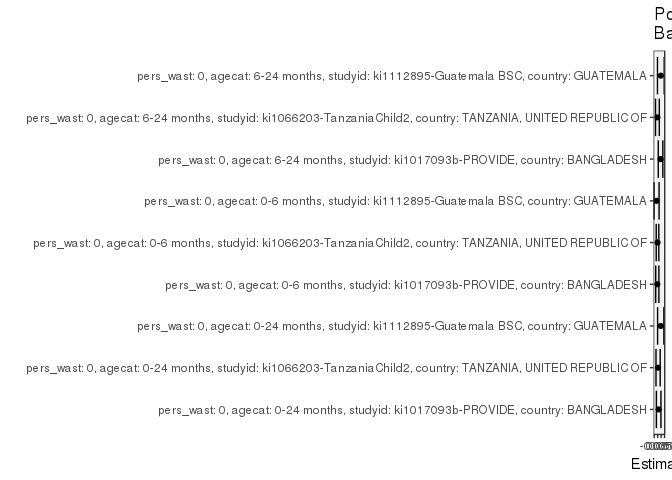 Po
Ba
pers_wast: 0, agecat: 6-24 months, studyid: ki1112895-Guatemala BSC, country: GUATEMALA
pers_wast: 0, agecat: 6-24 months, studyid: ki1066203-TanzaniaChild2, country: TANZANIA, UNITED REPUBLIC OF
pers_wast: 0, agecat: 6-24 months, studyid: ki1017093b-PROVIDE, country: BANGLADESH
pers_wast: 0, agecat: 0-6 months, studyid: ki1112895-Guatemala BSC, country: GUATEMALA
pers_wast: 0, agecat: 0-6 months, studyid: ki1066203-TanzaniaChild2, country: TANZANIA, UNITED REPUBLIC OF
pers_wast: 0, agecat: 0-6 months, studyid: ki1017093b-PROVIDE, country: BANGLADESH
pers_wast: 0, agecat: 0-24 months, studyid: ki1112895-Guatemala BSC, country: GUATEMALA
pers_wast: 0, agecat: 0-24 months, studyid: ki1066203-TanzaniaChild2, country: TANZANIA, UNITED REPUBLIC OF
pers_wast: 0, agecat: 0-24 months, studyid: ki1017093b-PROVIDE, country: BANGLADESH
Estima